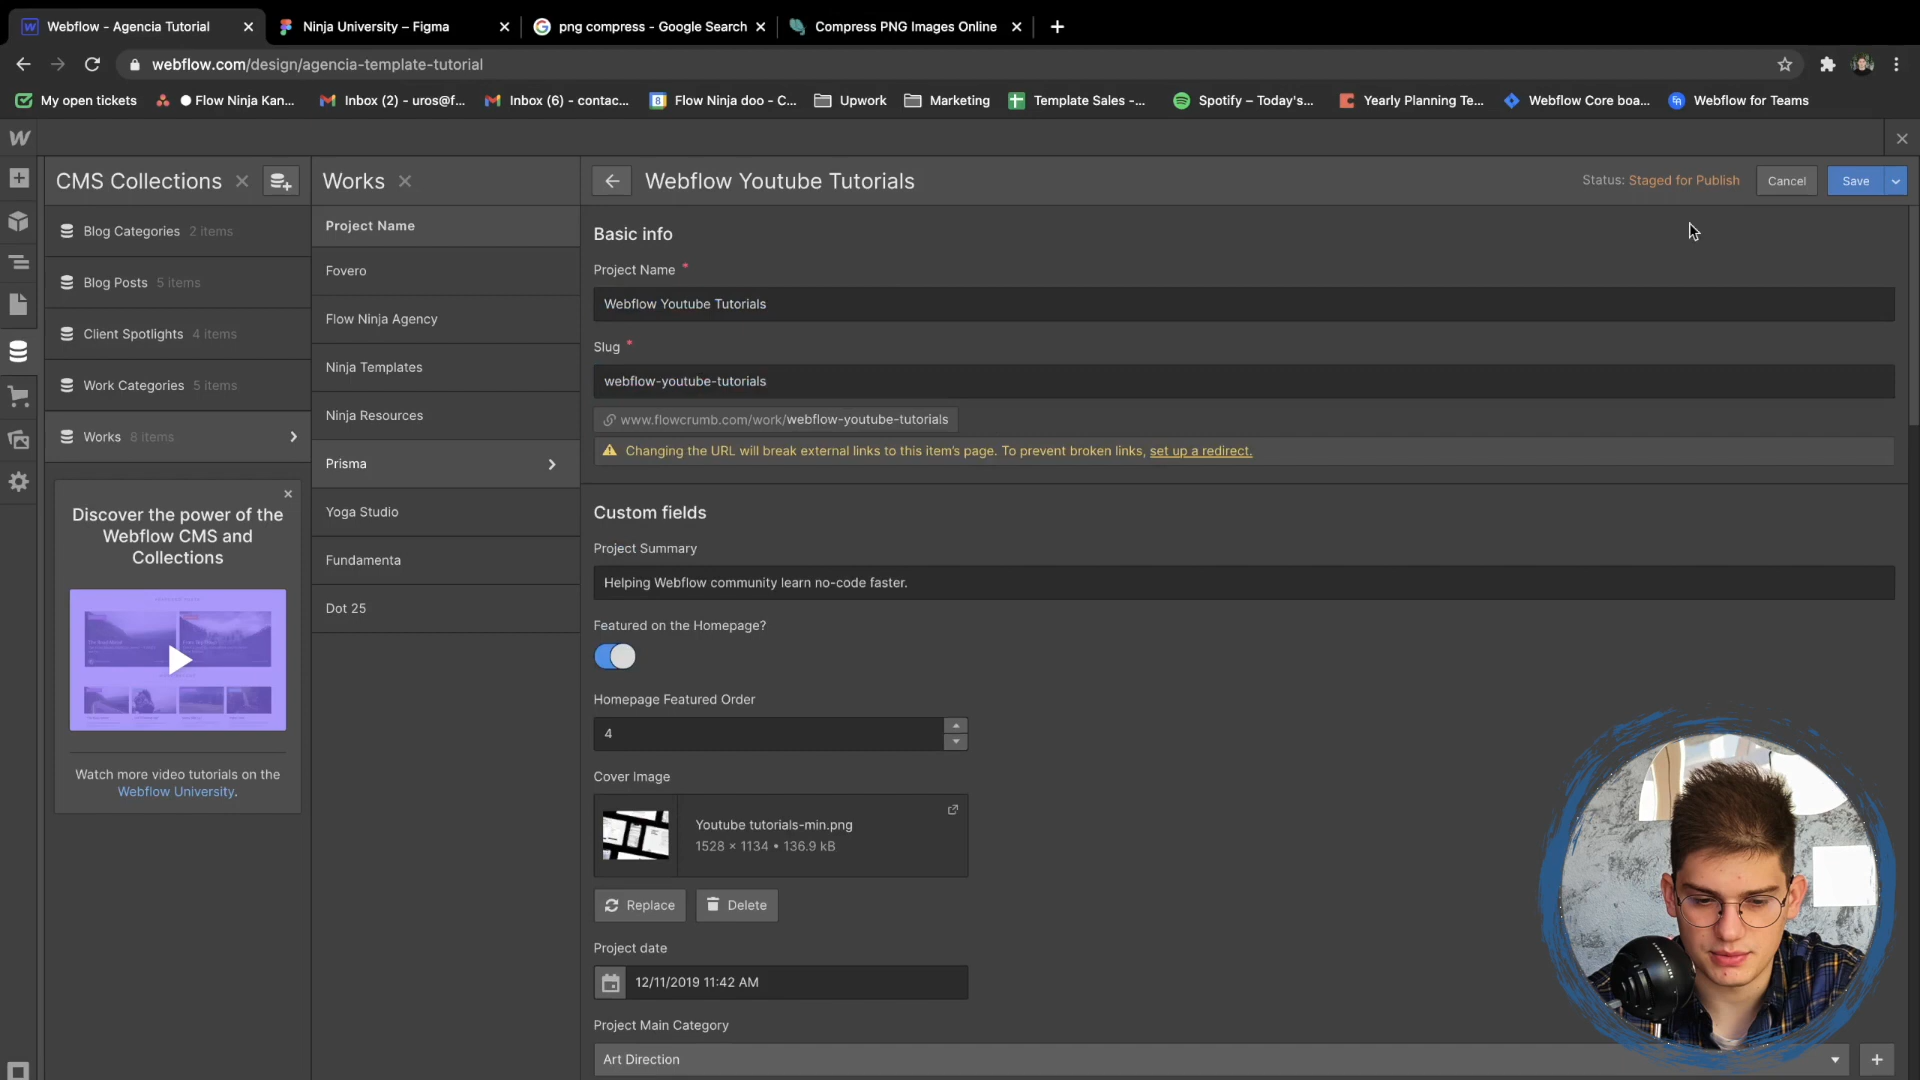 Webflow - Agencia Tutorial
Ninja University – Figma
png compress - Google Search
Compress PNG Images Online
webflow.com/design/agencia-template-tutorial
My open tickets
Flow Ninja Kan...
Inbox (2) - uros@f...
Inbox (6) - contac...
Flow Ninja doo - C...
Upwork
Marketing
Template Sales -...
Spotify – Today's...
Yearly Planning Te...
Webflow Core boa...
Webflow for Teams
CMS Collections
Works
Webflow Youtube Tutorials
Status: Staged for Publish
Cancel
Save
Blog Categories 2 items
Blog Posts 5 items
Client Spotlights 4 items
Work Categories 5 items
Works 8 items
Discover the power of the
Webflow CMS and
Collections
Watch more video tutorials on the
Webflow University.
Project Name
Fovero
Flow Ninja Agency
Ninja Templates
Ninja Resources
Prisma
Yoga Studio
Fundamenta
Dot 25
Basic info
Project Name *
Webflow Youtube Tutorials
Slug *
webflow-youtube-tutorials
www.flowcrumb.com/work/webflow-youtube-tutorials
Changing the URL will break external links to this item's page. To prevent broken links, set up a redirect.
Custom fields
Project Summary
Helping Webflow community learn no-code faster.
Featured on the Homepage?
Homepage Featured Order
4
Cover Image
Youtube tutorials-min.png
1528 × 1134 • 136.9 kB
Replace
Delete
Project date
12/11/2019 11:42 AM
Project Main Category
Art Direction